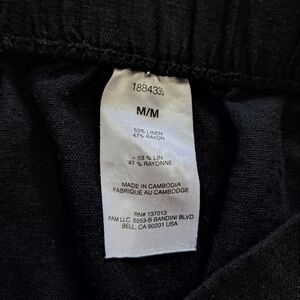 1884335
M/M
53% LINEN
47% RAYON
53 % LIN
47 % RAYONNE
MADE IN CAMBODIA
FABRIQUÉ AU CAMBODGE
RN# 137013
FAM LLC. 5553-B BANDINI BLVD
BELL, CA 90201 USA